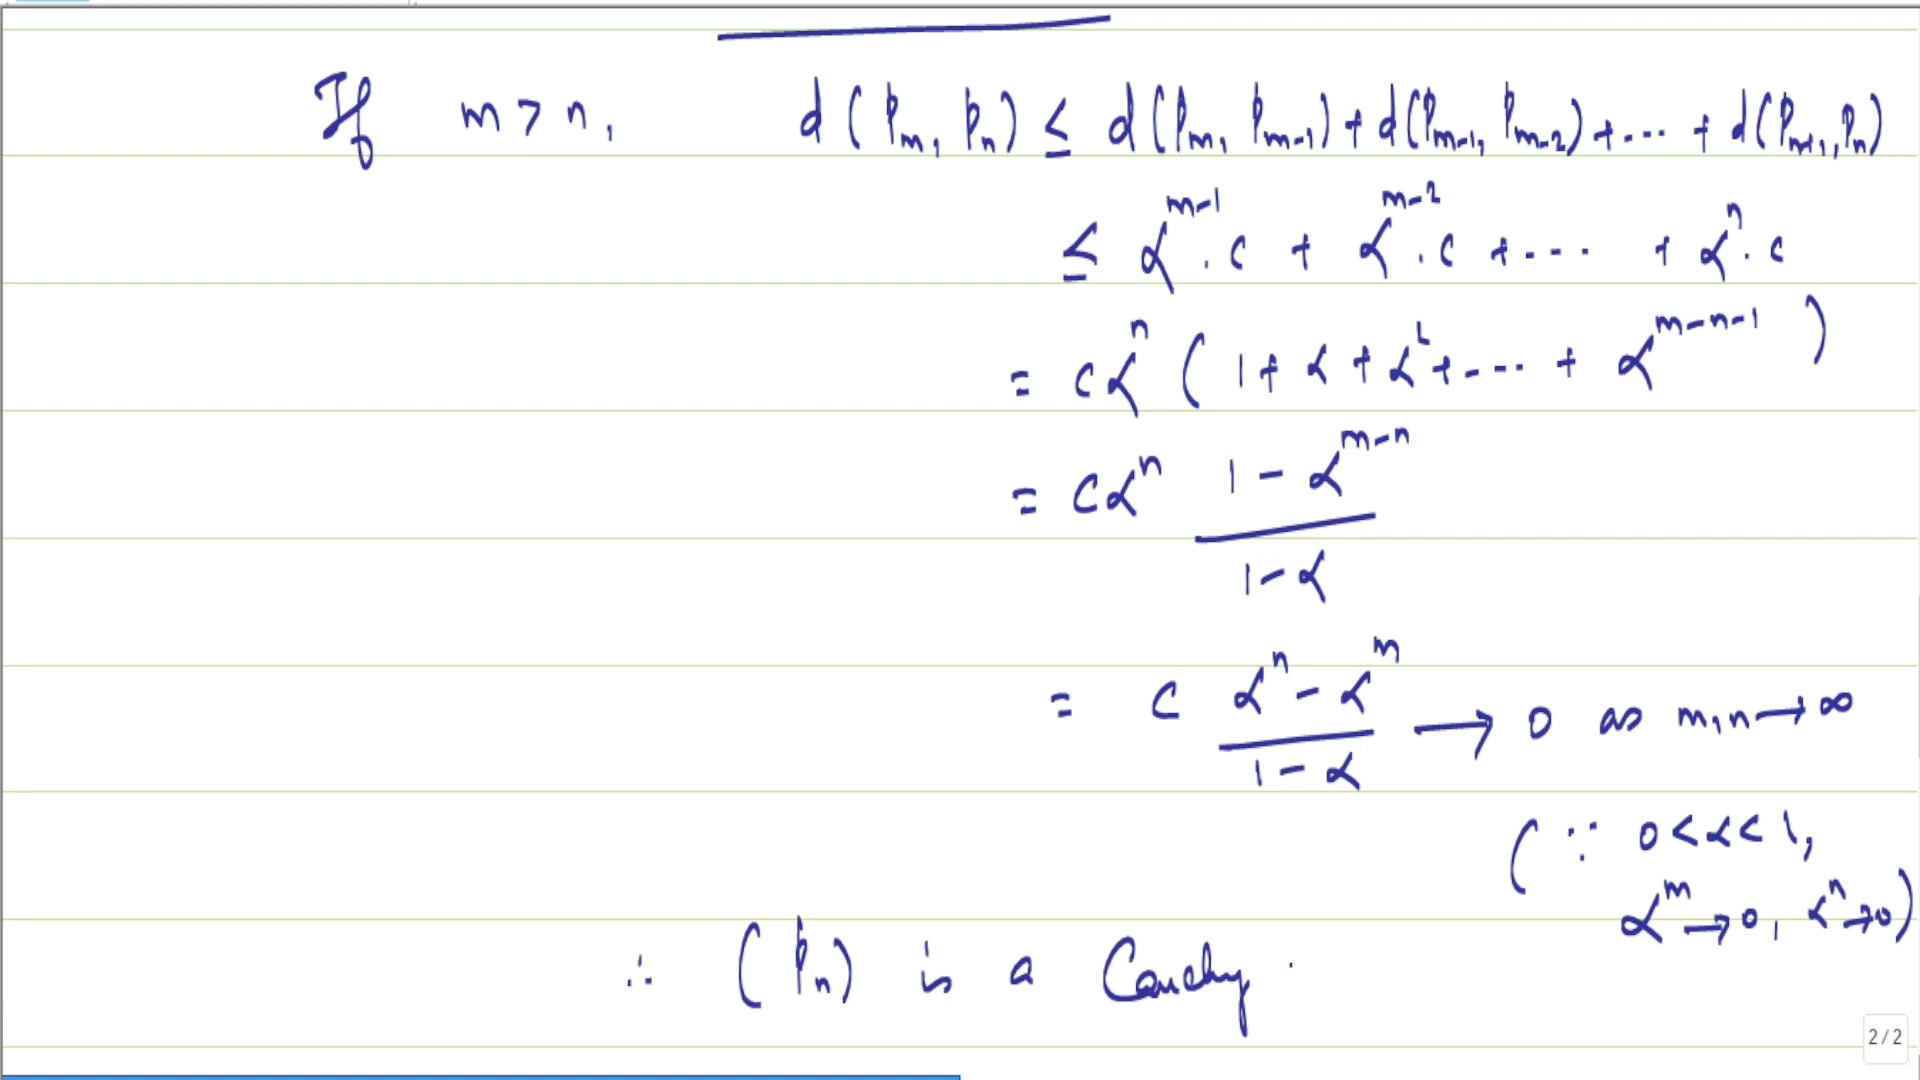 If m > n, d(pₘ, pₙ) ≤ d(pₘ, pₘ₋₁) + d(pₘ₋₁, pₘ₋₂) + ... + d(pₙ₊₁, pₙ)
≤ α^{m-1} . c + α^{m-2} . c + ... + α^n . c
= cα^n (1 + α + α^2 + ... + α^{m-n-1})
= cα^n (1 - α^{m-n}) / (1 - α)
= c (α^n - α^m) / (1 - α) → 0 as m, n → ∞
(∵ 0 < α < 1,
α^m → 0, α^n → 0)
∴ (pₙ) is a Cauchy.
2 / 2